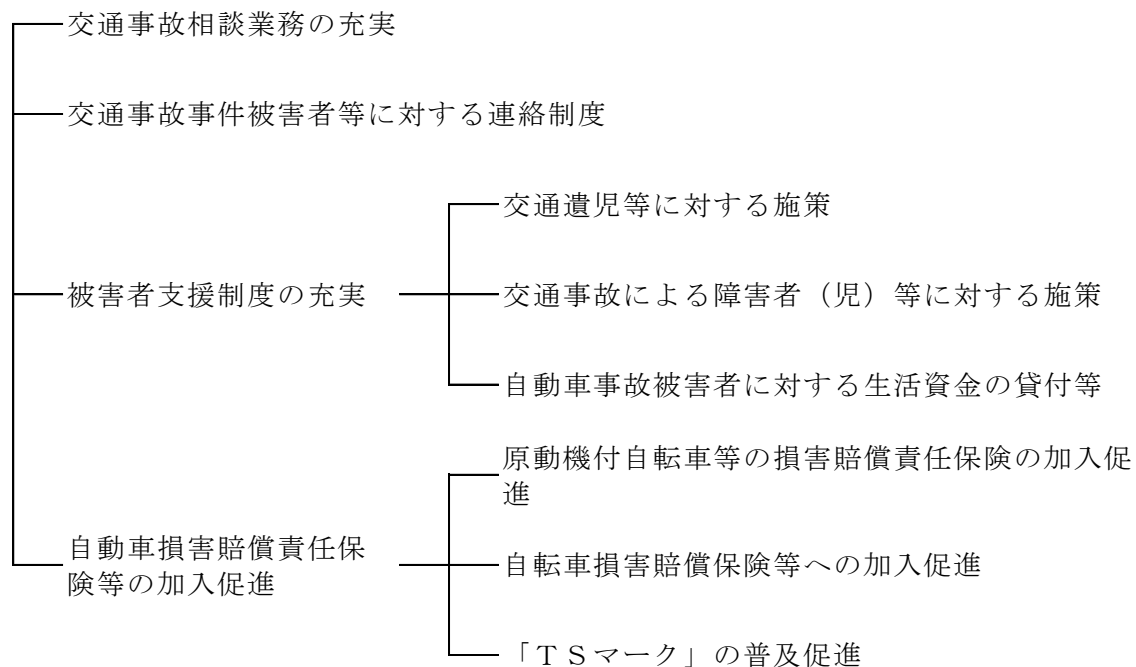 交通事故相談業務の充実
交通事故事件被害者等に対する連絡制度
被害者支援制度の充実
交通遺児等に対する施策
交通事故による障害者（児）等に対する施策
自動車事故被害者に対する生活資金の貸付等
自動車損害賠償責任保
険等の加入促進
原動機付自転車等の損害賠償責任保険の加入促
進
自転車損害賠償保険等への加入促進
「ＴＳマーク」の普及促進